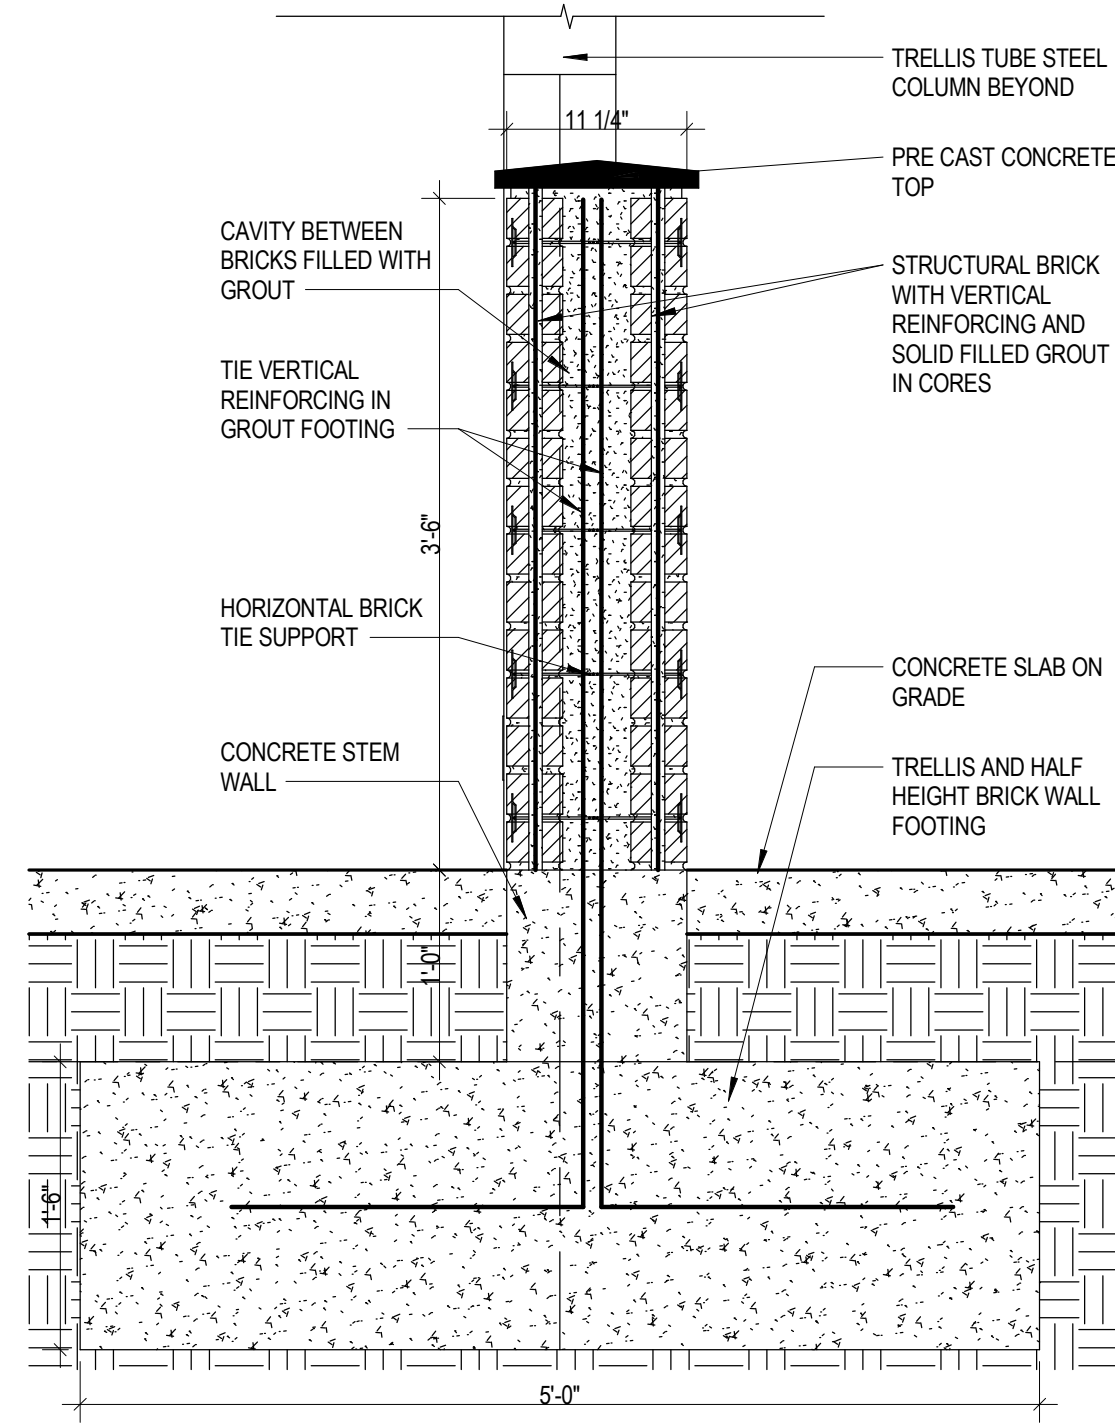 TRELLIS TUBE STEEL
COLUMN BEYOND
11 1/4"
PRE CAST CONCRETE
TOP
CAVITY BETWEEN
BRICKS FILLED WITH
GROUT
STRUCTURAL BRICK
WITH VERTICAL
REINFORCING AND
SOLID FILLED GROUT
IN CORES
TIE VERTICAL
REINFORCING IN
GROUT FOOTING
3'-6"
HORIZONTAL BRICK
TIE SUPPORT
CONCRETE SLAB ON
GRADE
CONCRETE STEM
WALL
TRELLIS AND HALF
HEIGHT BRICK WALL
FOOTING
1'-0"
1'-6"
5'-0"